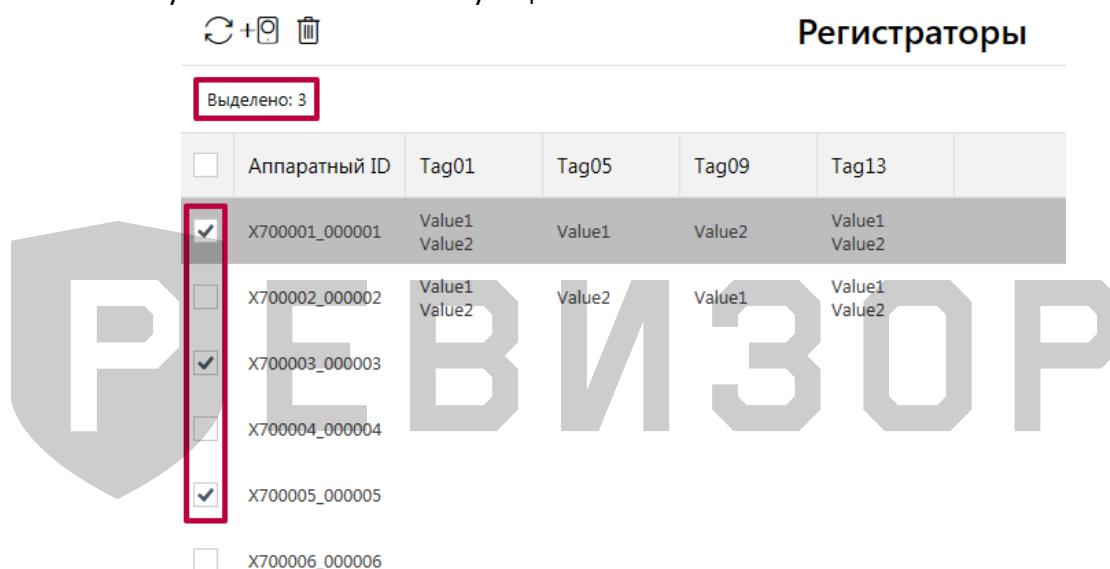 Регистраторы
Выделено: 3
Аппаратный ID Tag01 Tag05 Tag09 Tag13
X700001_000001 Value1 Value2 Value1 Value2 Value1 Value2
X700002_000002 Value1 Value2 Value2 Value1 Value1 Value2
X700003_000003
X700004_000004
X700005_000005
X700006_000006
РЕВИЗОР